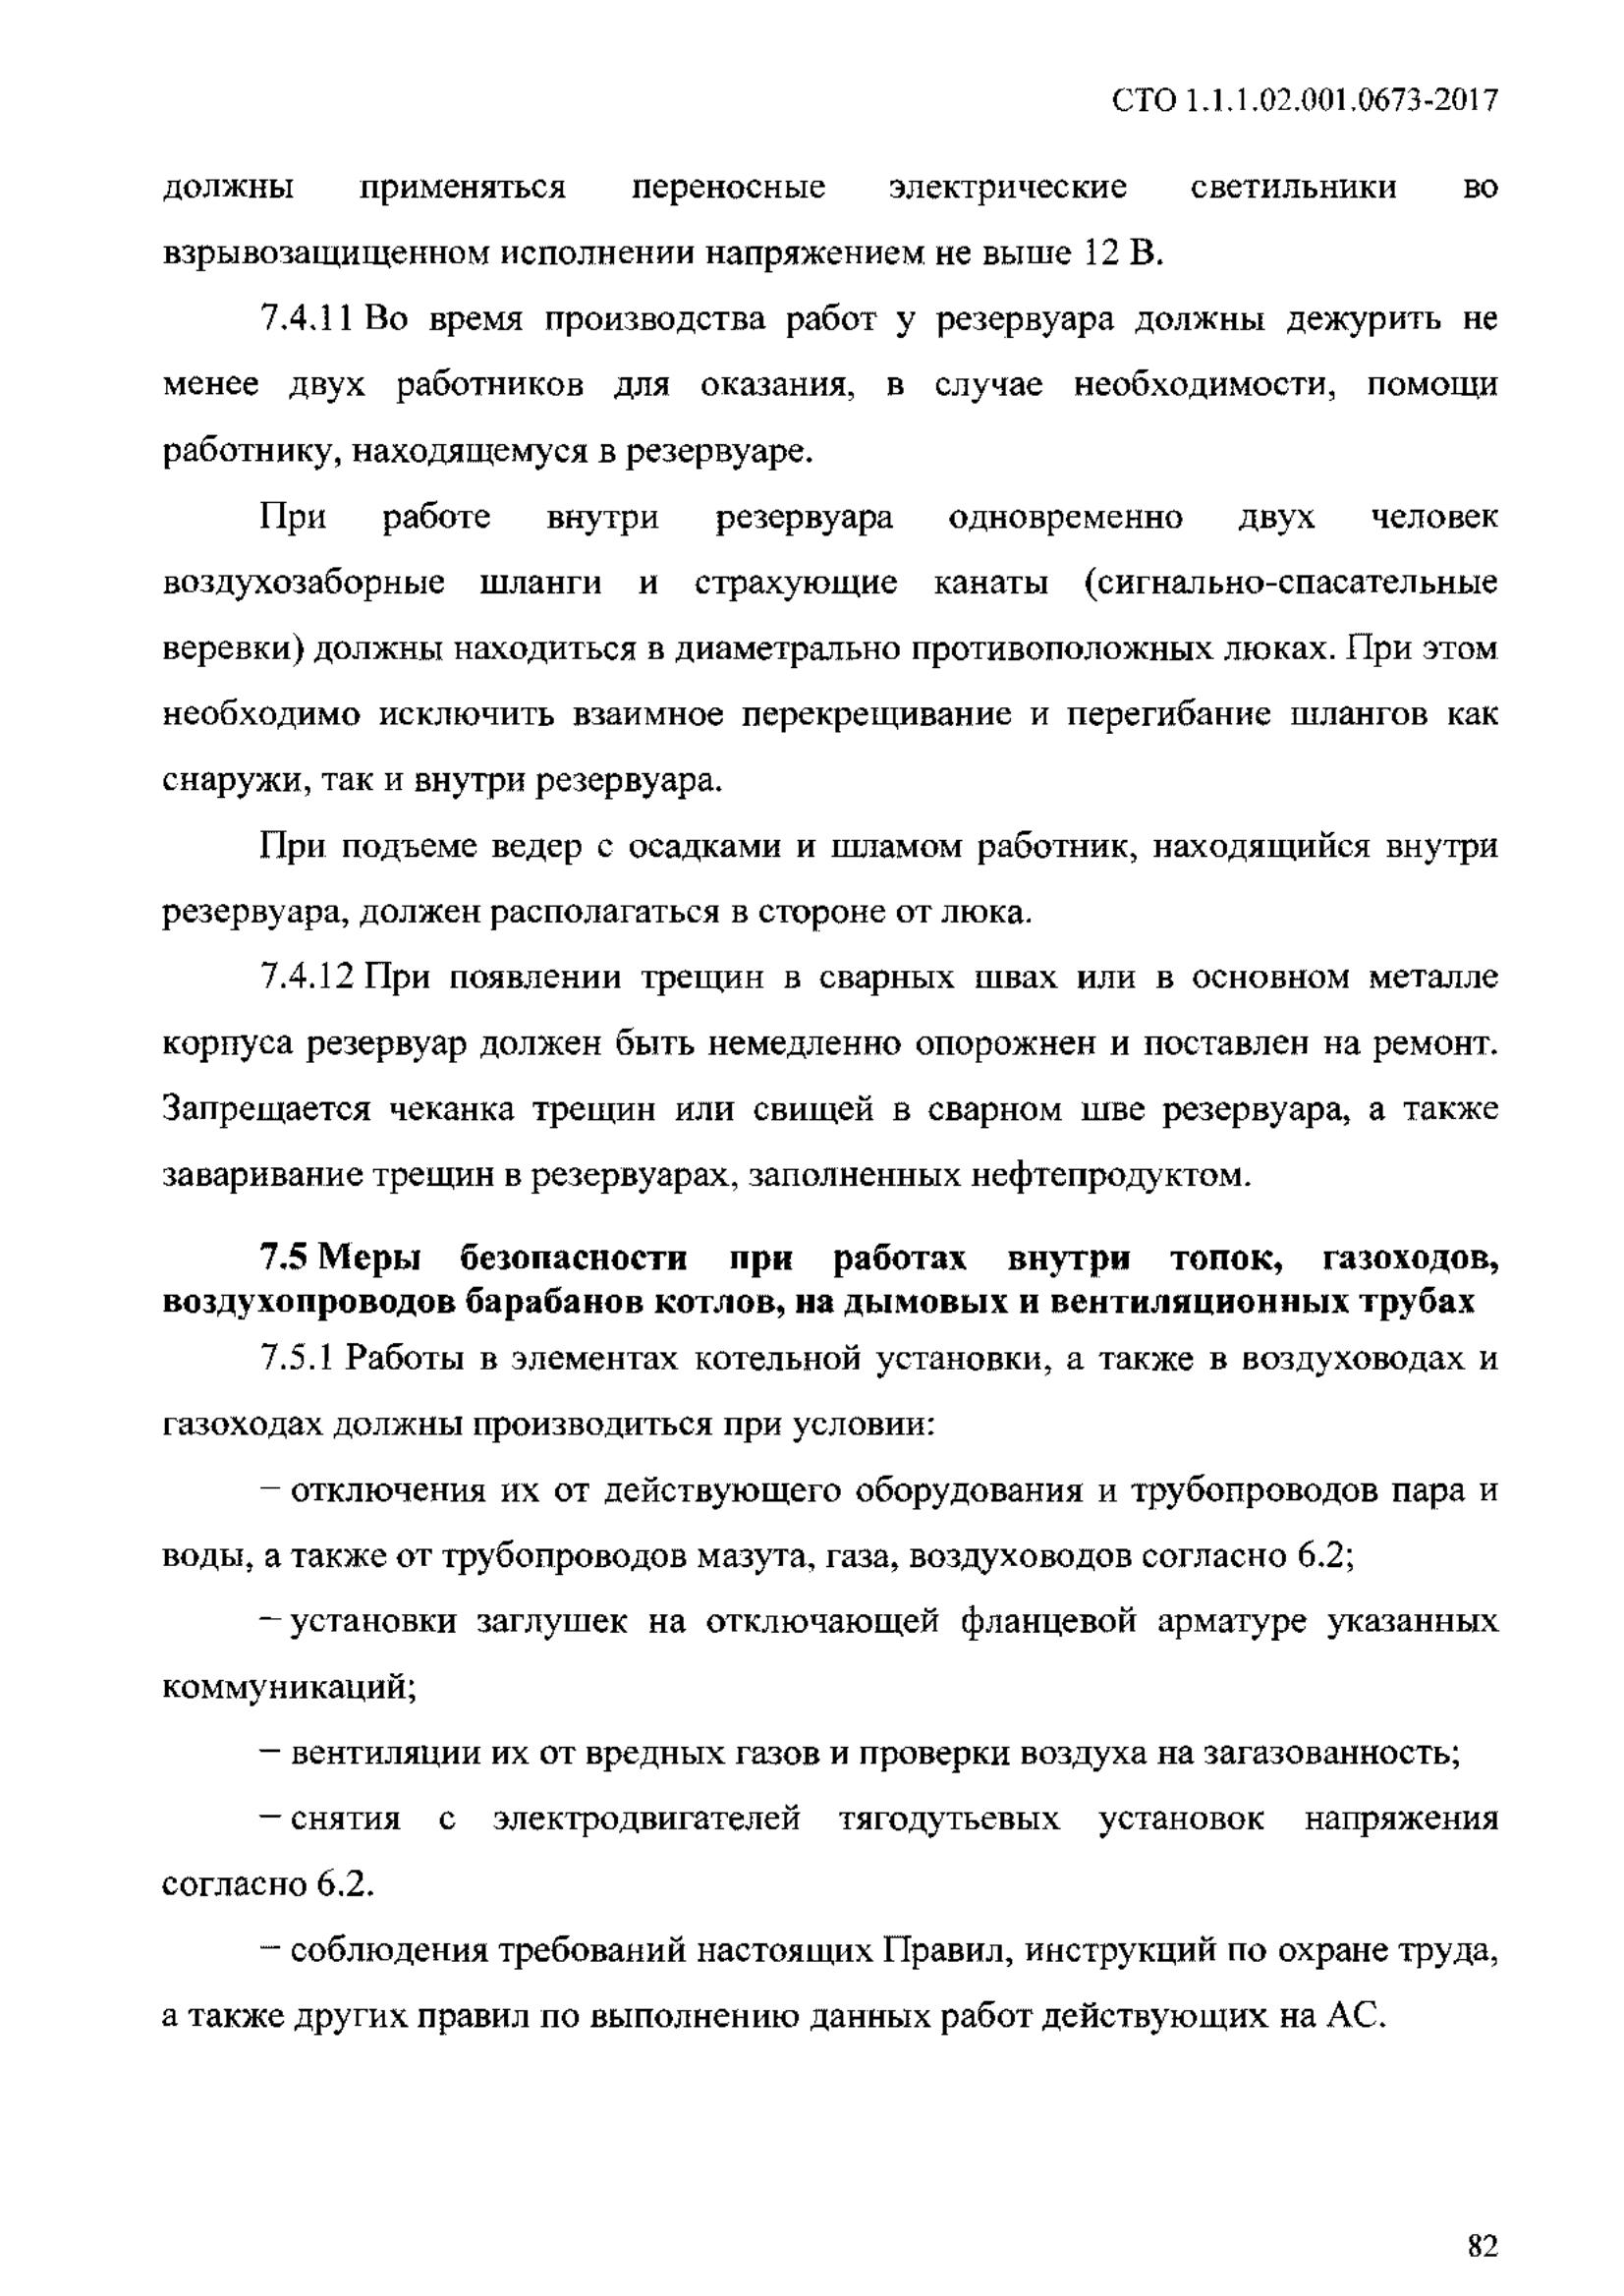 СТО 1.1.1.02.001.0673-2017
должны применяться переносные электрические светильники во
взрывозащищенном исполнении напряжением не выше 12 В.
7.4.11 Во время производства работ у резервуара должны дежурить не
менее двух работников для оказания, в случае необходимости, помощи
работнику, находящемуся в резервуаре.
При работе внутри резервуара одновременно двух человек
воздухозаборные шланги и страхующие канаты (сигнально-спасательные
веревки) должны находиться в диаметрально противоположных люках. При этом
необходимо исключить взаимное перекрещивание и перегибание шлангов как
снаружи, так и внутри резервуара.
При подъеме ведер с осадками и шламом работник, находящийся внутри
резервуара, должен располагаться в стороне от люка.
7.4.12 При появлении трещин в сварных швах или в основном металле
корпуса резервуар должен быть немедленно опорожнен и поставлен на ремонт.
Запрещается чеканка трещин или свищей в сварном шве резервуара, а также
заваривание трещин в резервуарах, заполненных нефтепродуктом.
7.5 Меры безопасности при работах внутри топок, газоходов,
воздухопроводов барабанов котлов, на дымовых и вентиляционных трубах
7.5.1 Работы в элементах котельной установки, а также в воздуховодах и
газоходах должны производиться при условии:
– отключения их от действующего оборудования и трубопроводов пара и
воды, а также от трубопроводов мазута, газа, воздуховодов согласно 6.2;
– установки заглушек на отключающей фланцевой арматуре указанных
коммуникаций;
– вентиляции их от вредных газов и проверки воздуха на загазованность;
– снятия с электродвигателей тягодутьевых установок напряжения
согласно 6.2.
– соблюдения требований настоящих Правил, инструкций по охране труда,
а также других правил по выполнению данных работ действующих на АС.
82